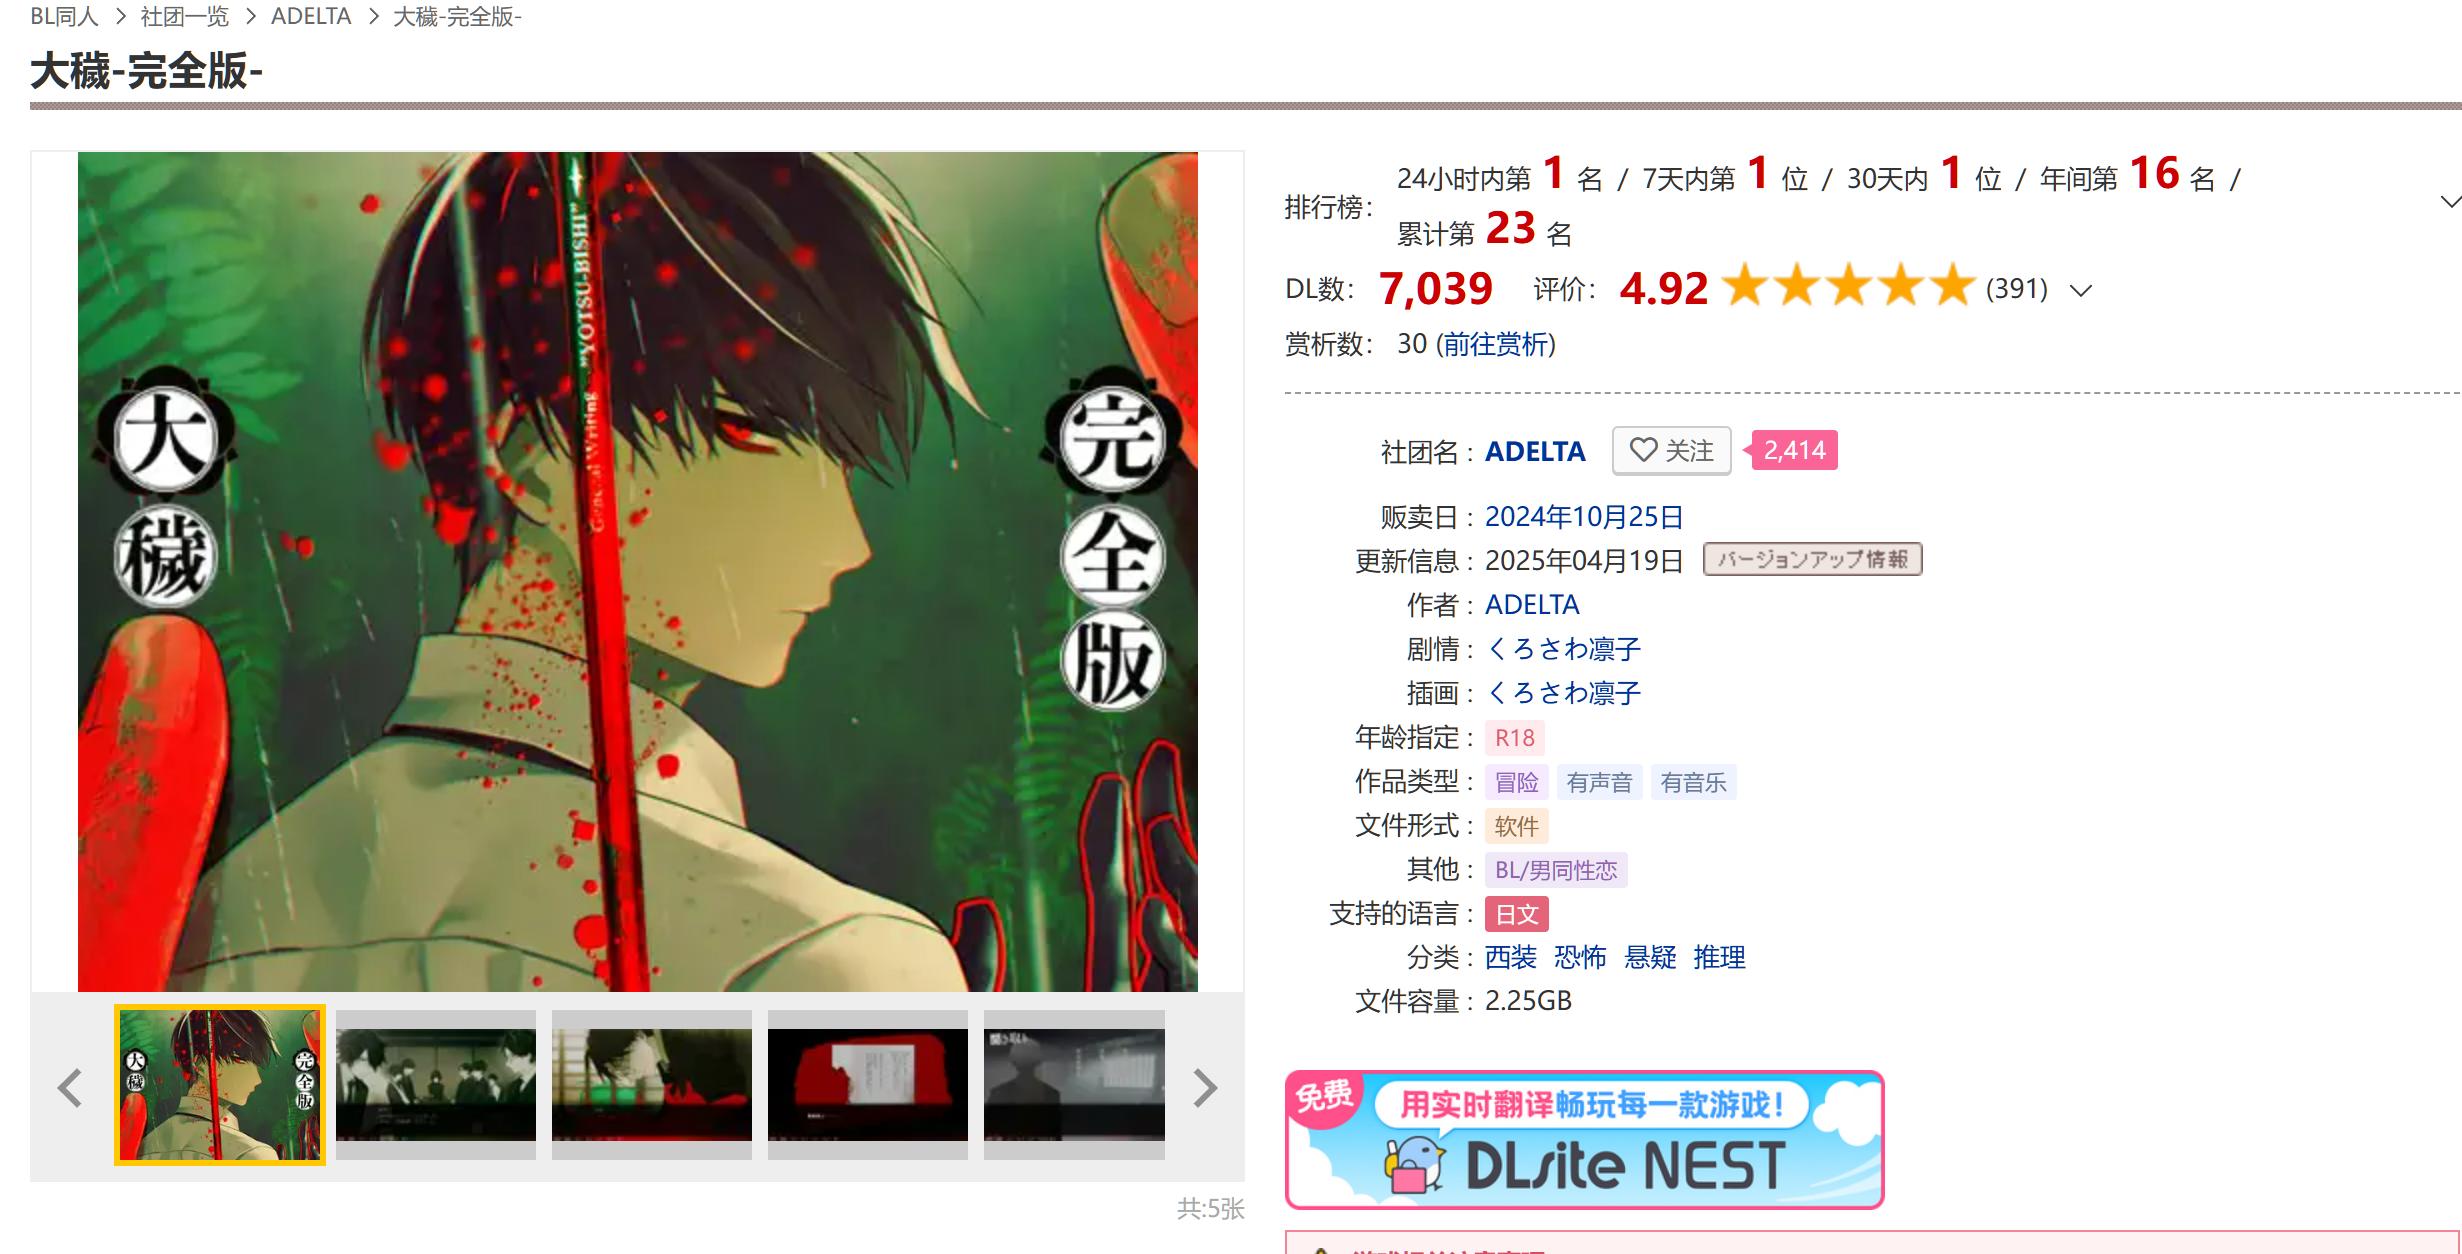 BL同人 > 社团一览 > ADELTA > 大穢-完全版-
大穢-完全版-
General Writing "YOTSU-BISHI"
大穢
完全版
排行榜:
24小时内第 1 名 / 7天内第 1 位 / 30天内 1 位 / 年间第 16 名 /
累计第 23 名
DL数: 7,039 评价: 4.92 (391)
赏析数: 30 (前往赏析)
社团名 : ADELTA 关注 2,414
贩卖日 : 2024年10月25日
更新信息 : 2025年04月19日 バージョンアップ情報
作者 : ADELTA
剧情 : くろさわ凛子
插画 : くろさわ凛子
年龄指定 : R18
作品类型 : 冒险 有声音 有音乐
文件形式 : 软件
其他 : BL/男同性恋
支持的语言 : 日文
分类 : 西装 恐怖 悬疑 推理
文件容量 : 2.25GB
大穢
完全版
共:5张
免费
用实时翻译畅玩每一款游戏!
DLsite NEST